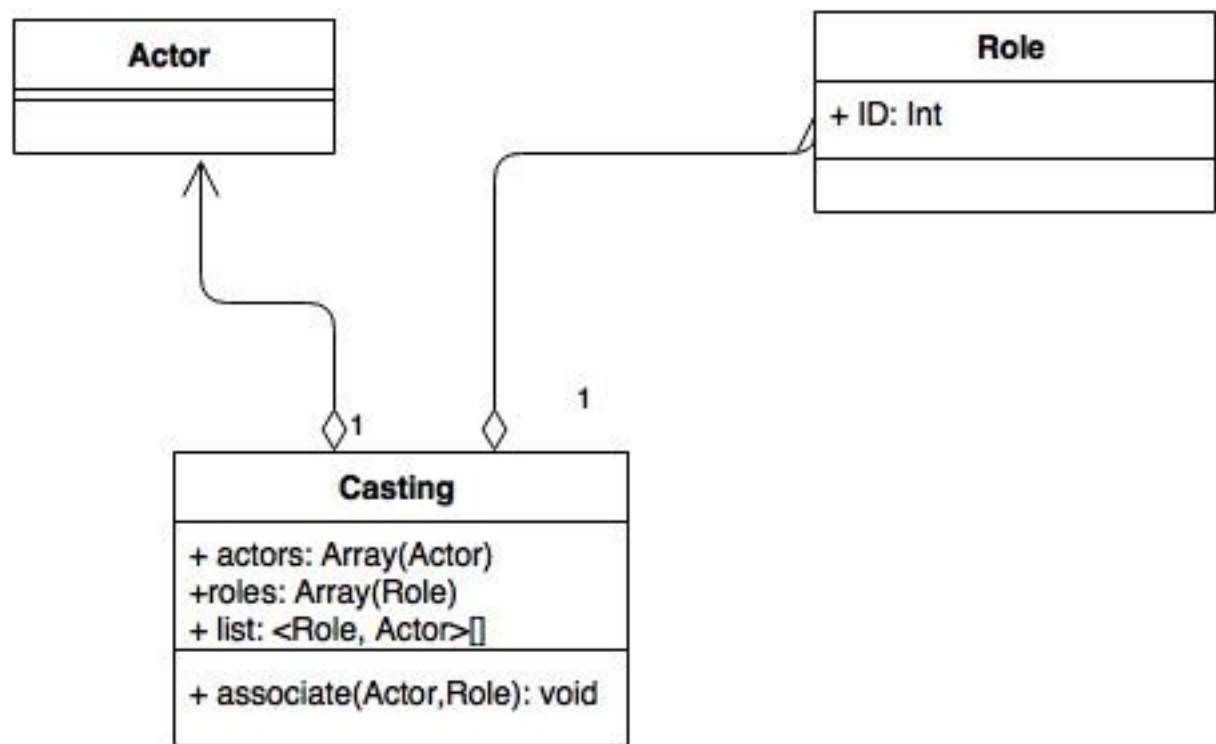 Actor
Role
+ ID: Int
1
1
Casting
+ actors: Array(Actor)
+roles: Array(Role)
+ list: <Role, Actor>[]
+ associate(Actor,Role): void